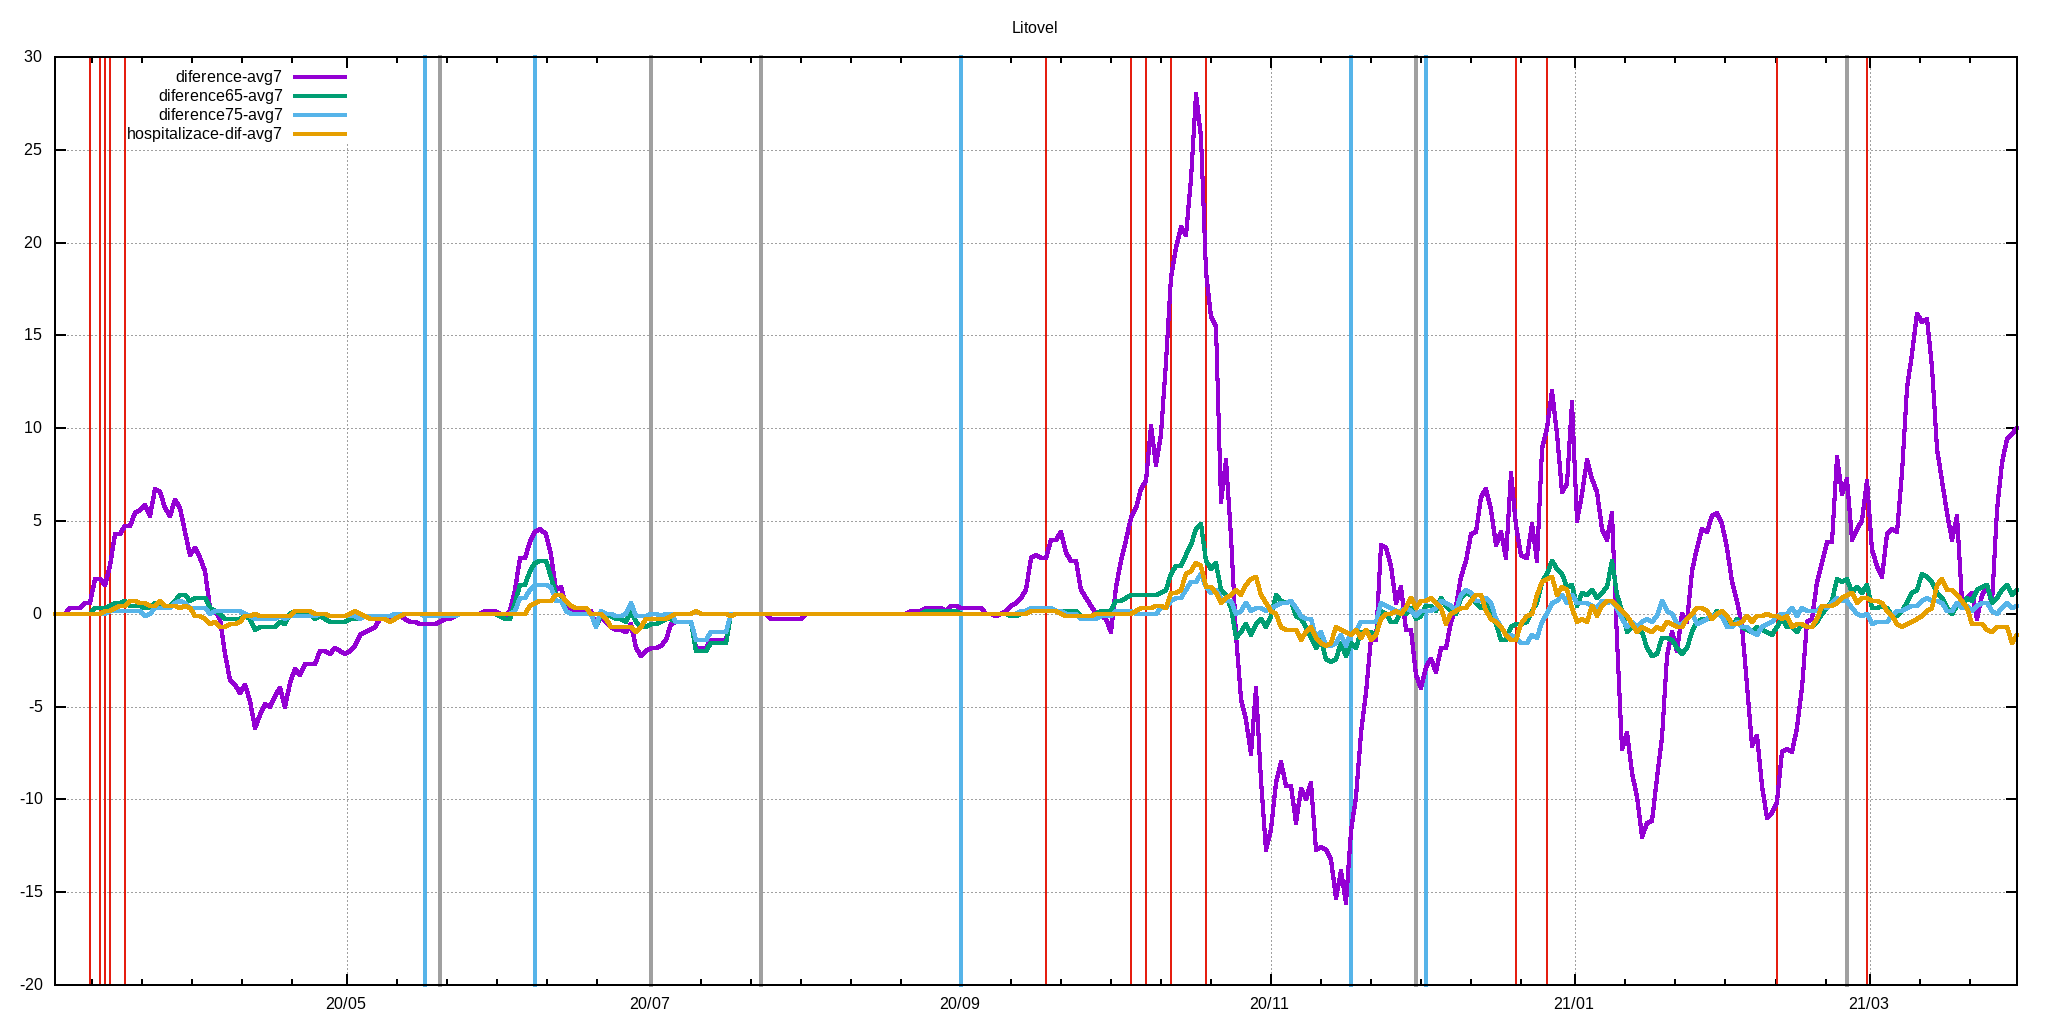 Litovel
30
diference-avg7
diference65-avg7
diference75-avg7
hospitalizace-dif-avg7
25
20
15
10
5
0
-5
-10
-15
-20
20/05 20/07 20/09 20/11 21/01 21/03